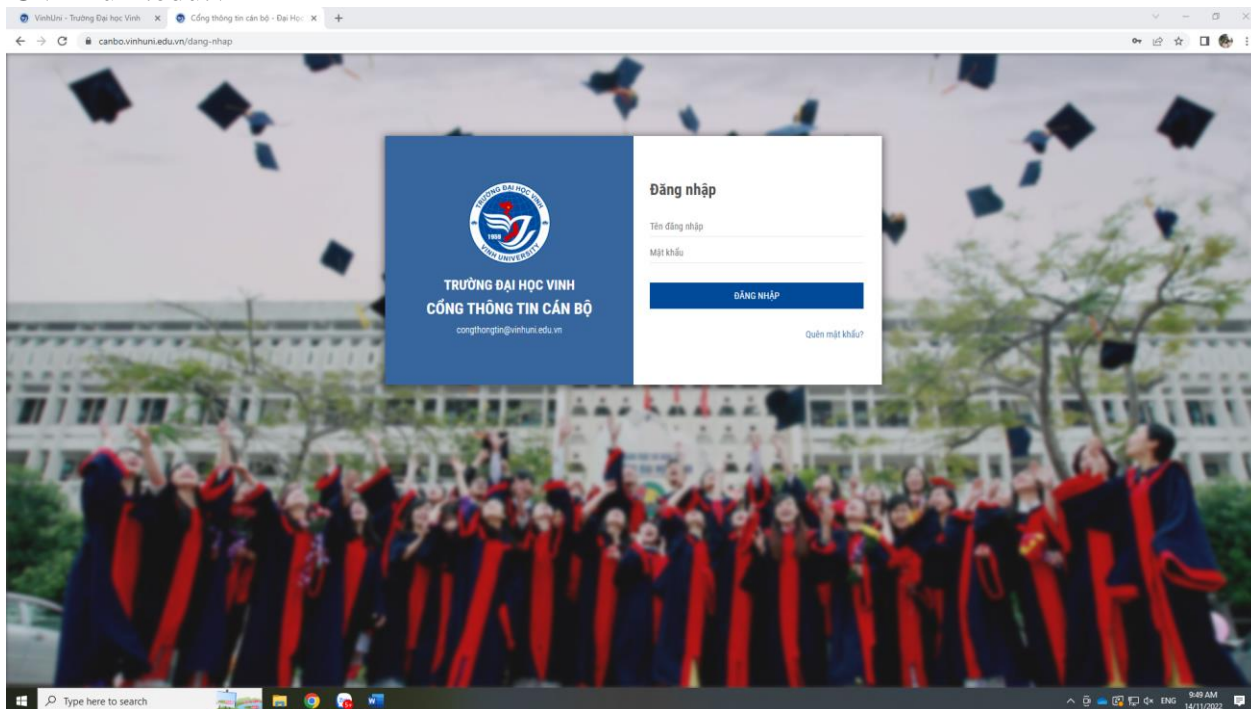 VinhUni - Trường Đại học Vinh
Cổng thông tin cán bộ - Đại Học
canbo.vinhuni.edu.vn/dang-nhap
TRƯỜNG ĐẠI HỌC VINH
1959
VINH UNIVERSITY
TRƯỜNG ĐẠI HỌC VINH
CỔNG THÔNG TIN CÁN BỘ
congthongtin@vinhuni.edu.vn
Đăng nhập
Tên đăng nhập
Mật khẩu
ĐĂNG NHẬP
Quên mật khẩu?
Type here to search
ENG
9:49 AM
14/11/2022